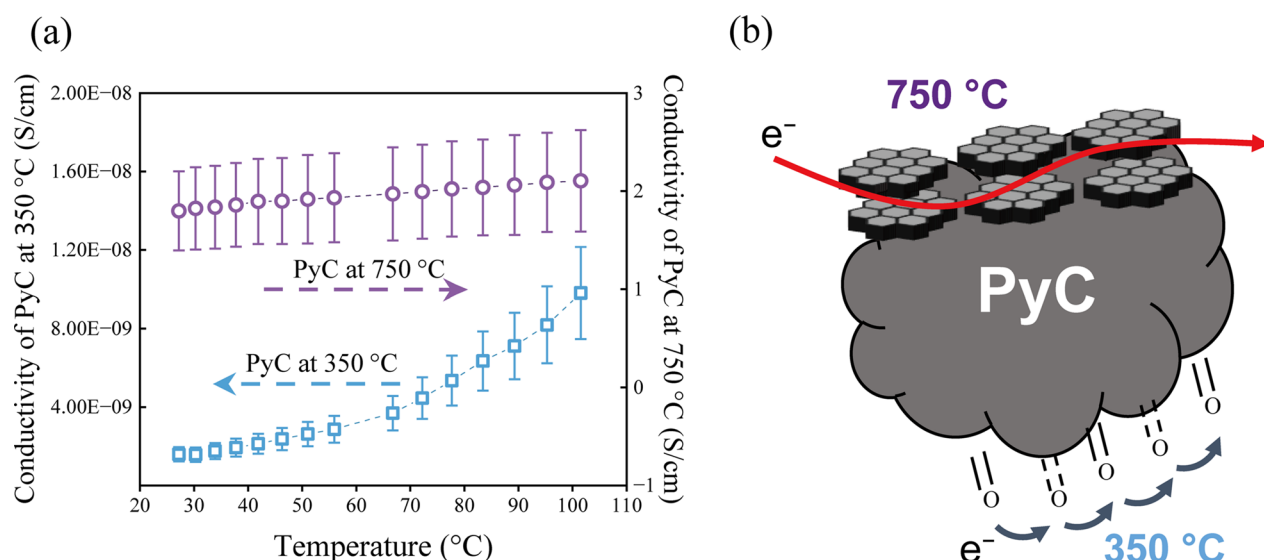 (a)
Conductivity of PyC at 350 °C (S/cm)
2.00E−08
1.60E−08
1.20E−08
8.00E−09
4.00E−09
PyC at 750 °C
PyC at 350 °C
3
2
1
0
−1
Conductivity of PyC at 750 °C (S/cm)
20 30 40 50 60 70 80 90 100 110
Temperature (°C)
(b)
750 °C
e⁻
PyC
O
O
O
O
O
e⁻
350 °C